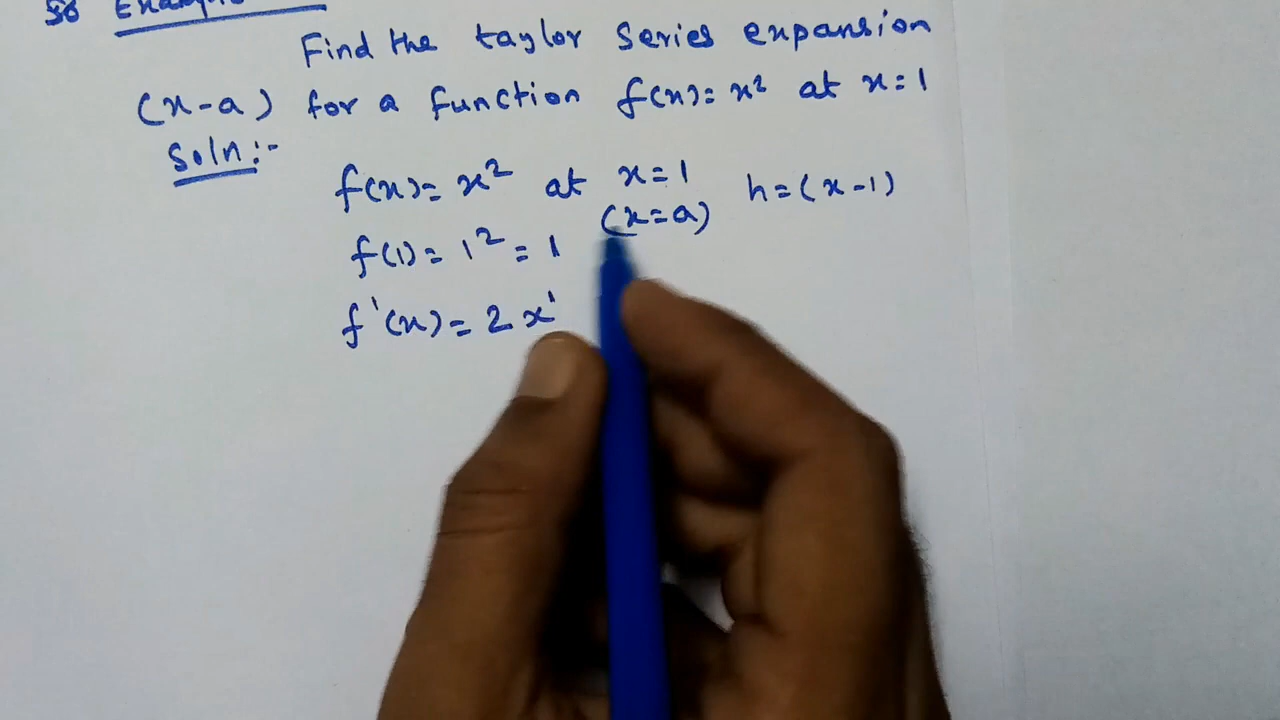 Find the taylor series expansion
(x-a) for a function f(x)= x² at x=1
Soln:-
f(x)= x² at x=1 h=(x-1)
(x=a)
f(1)= 1² = 1
f'(x)= 2x'